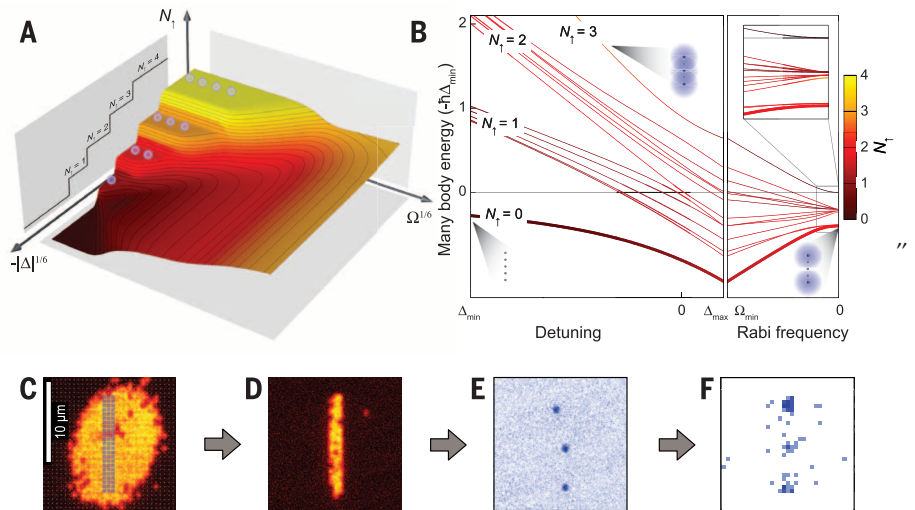 A
N↑
N↑ = 4
N↑ = 3
N↑ = 2
N↑ = 1
-|Δ|^1/6
Ω^1/6
B
Many body energy (-ħΔmin)
2
1
0
N↑ = 2
N↑ = 3
N↑ = 1
N↑ = 0
Δmin
0
Δmax
Ωmin
0
Detuning
Rabi frequency
4
3
2
1
0
N↑
"
C
10 µm
D
E
F